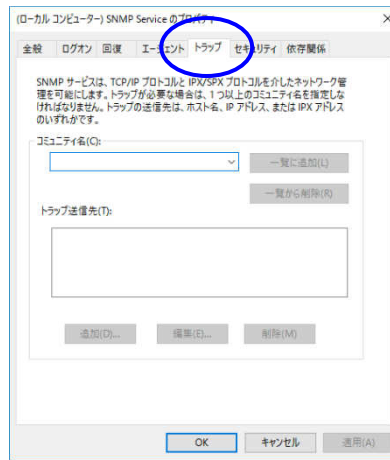 (ローカル コンピューター) SNMP Service のプロパティ
全般 ログオン 回復 エージェント トラップ セキュリティ 依存関係
SNMP サービスは、TCP/IP プロトコルと IPX/SPX プロトコルを介したネットワーク管
理を可能にします。トラップが必要な場合は、1 つ以上のコミュニティ名を指定しな
ければなりません。トラップの送信先は、ホスト名、IP アドレス、または IPX アドレス
のいずれかです。
コミュニティ名(C):
一覧に追加(L)
一覧から削除(R)
トラップ送信先(T):
追加(D)... 編集(E)... 削除(M)
OK キャンセル 適用(A)